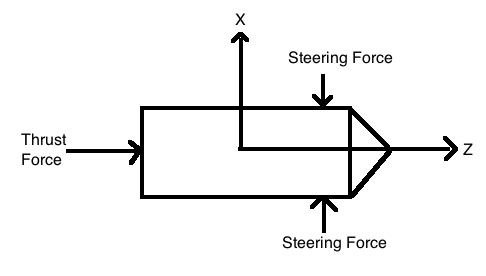 X
Steering Force
Thrust
Force
Z
Steering Force